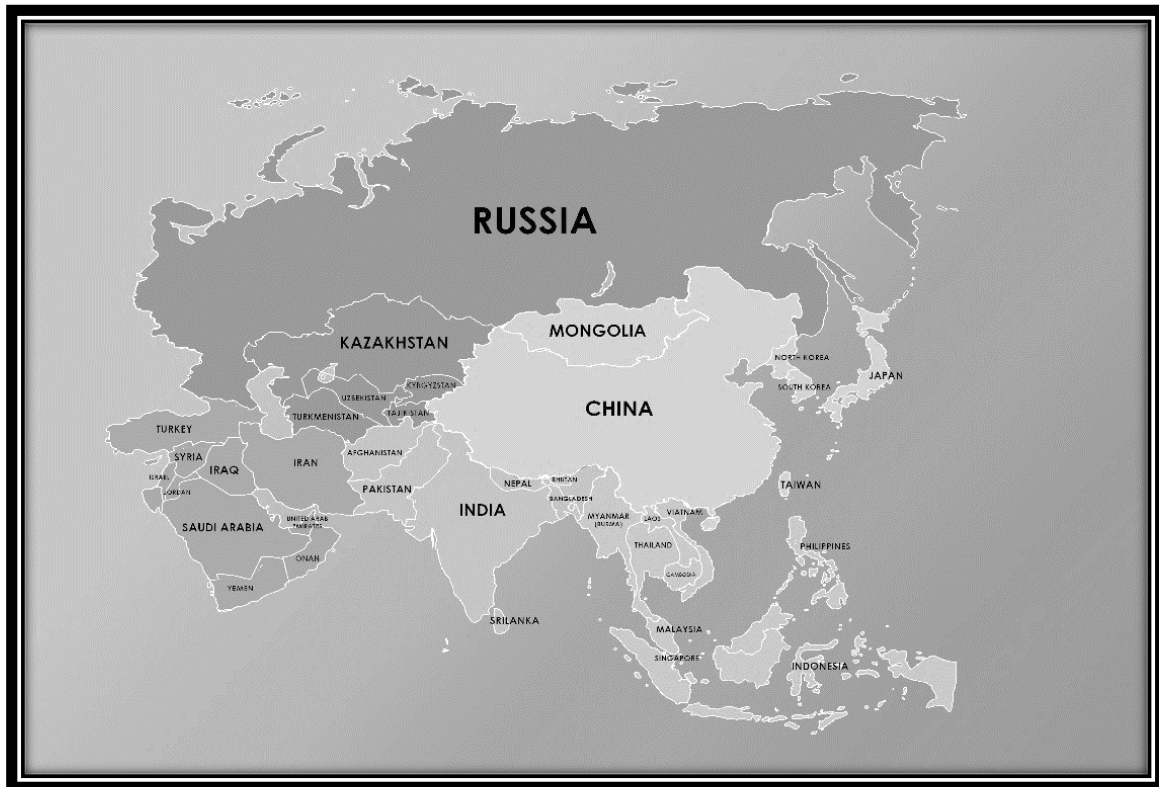 RUSSIA
MONGOLIA
KAZAKHSTAN
NORTH KOREA
JAPAN
KYRGYZSTAN
SOUTH KOREA
UZBEKISTAN
CHINA
TAJIKISTAN
TURKMENISTAN
TURKEY
AFGHANISTAN
SYRIA
IRAN
IRAQ
ISRAEL
BHUTAN
NEPAL
TAIWAN
PAKISTAN
JORDAN
BANGLADESH
INDIA
VIATNAM
MYANMAR
(BURMA)
LAOS
UNITED ARAB
EMIRATES
SAUDI ARABIA
THAILAND
PHILIPPINES
ONAN
CAMBODIA
YEMEN
SRILANKA
MALAYSIA
SINGAPORE
INDONESIA